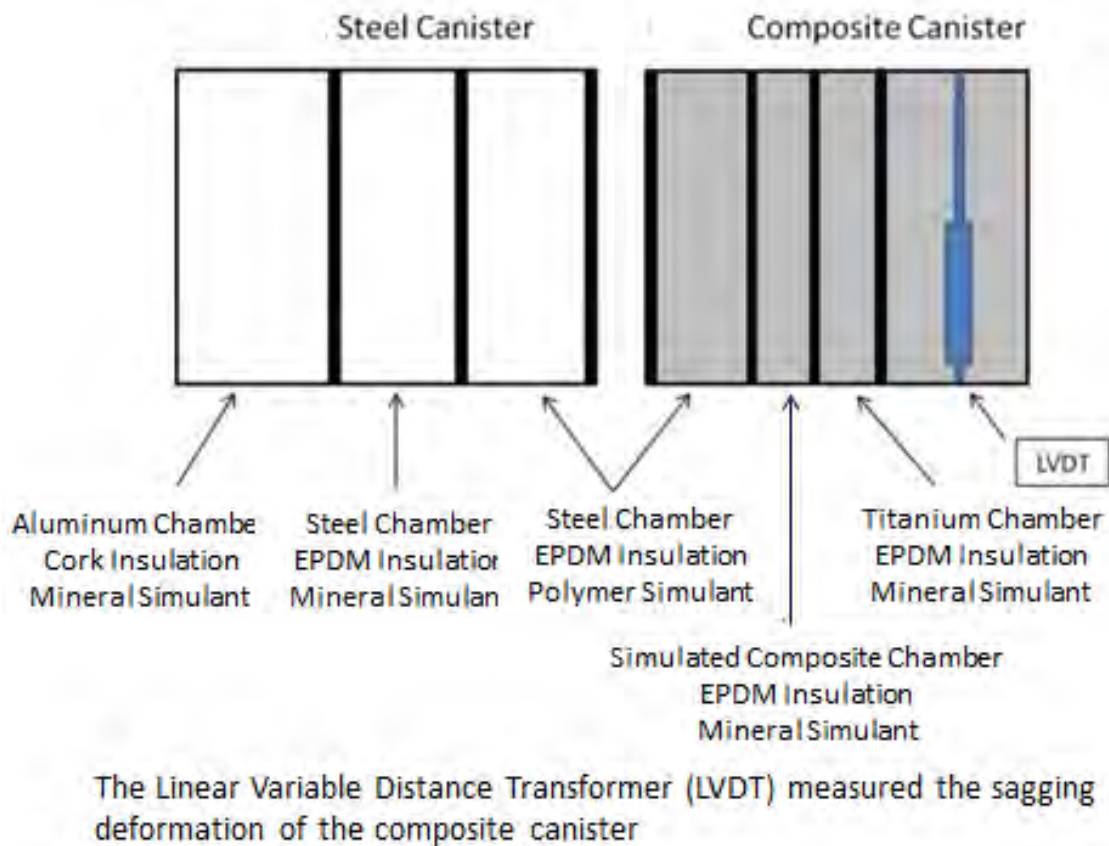 Steel Canister
Composite Canister
LVDT
Aluminum Chambe
Cork Insulation
Mineral Simulant
Steel Chamber
EPDM Insulation
Mineral Simulan
Steel Chamber
EPDM Insulation
Polymer Simulant
Titanium Chamber
EPDM Insulation
Mineral Simulant
Simulated Composite Chamber
EPDM Insulation
Mineral Simulant
The Linear Variable Distance Transformer (LVDT) measured the sagging
deformation of the composite canister